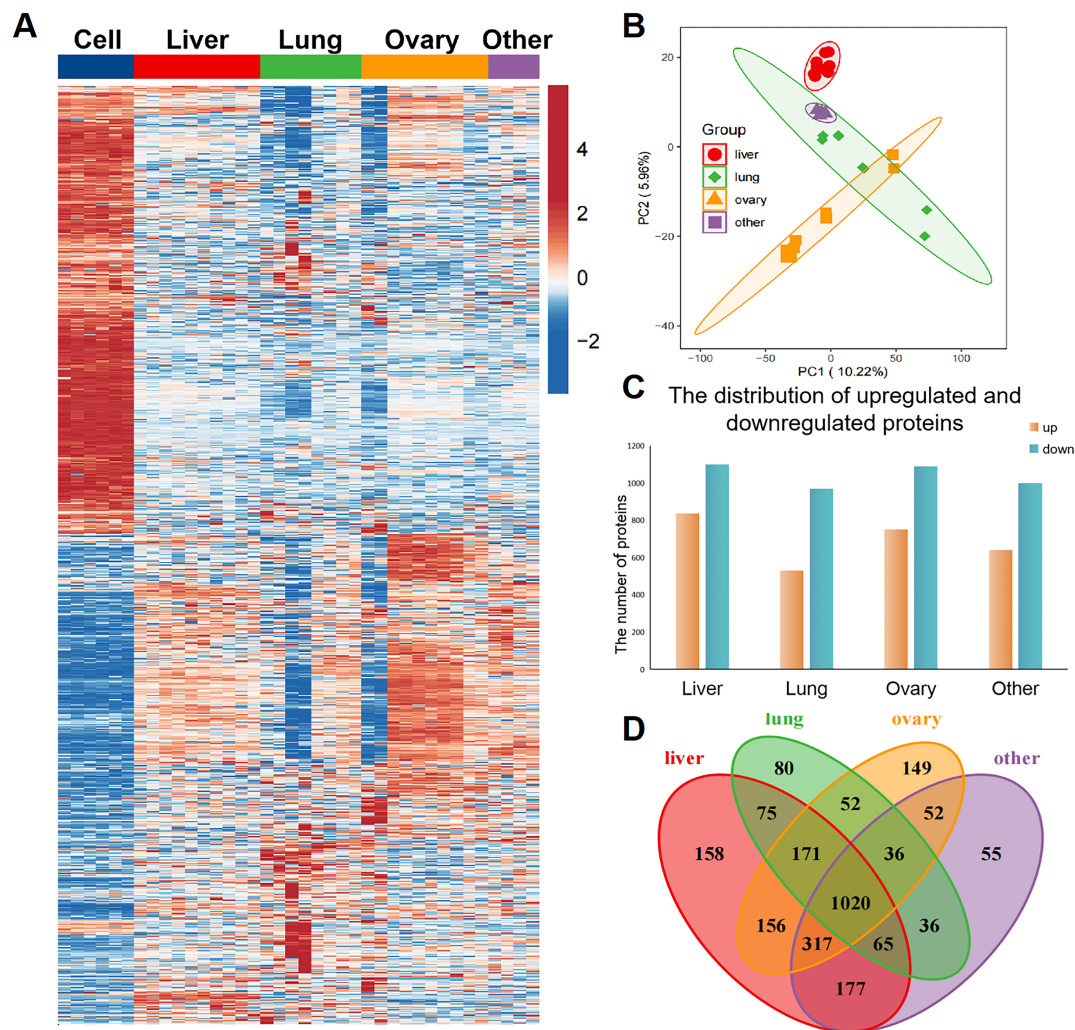 A
Cell Liver Lung Ovary Other
4
2
0
−2
B
20
0
−20
−40
−100 −50 0 50 100
PC2 ( 5.96%)
PC1 ( 10.22%)
Group
liver
lung
ovary
other
C
The distribution of upregulated and
downregulated proteins
up
down
The number of proteins
1200
1000
800
600
400
200
0
Liver Lung Ovary Other
D
lung ovary
liver other
80 149
75 52 52
158 171 36 55
1020
156 317 65 36
177